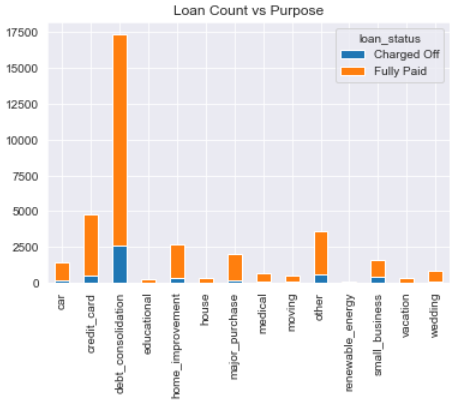 Loan Count vs Purpose
loan_status
Charged Off
Fully Paid
17500
15000
12500
10000
7500
5000
2500
0
car
credit_card
debt_consolidation
educational
home_improvement
house
major_purchase
medical
moving
other
renewable_energy
small_business
vacation
wedding